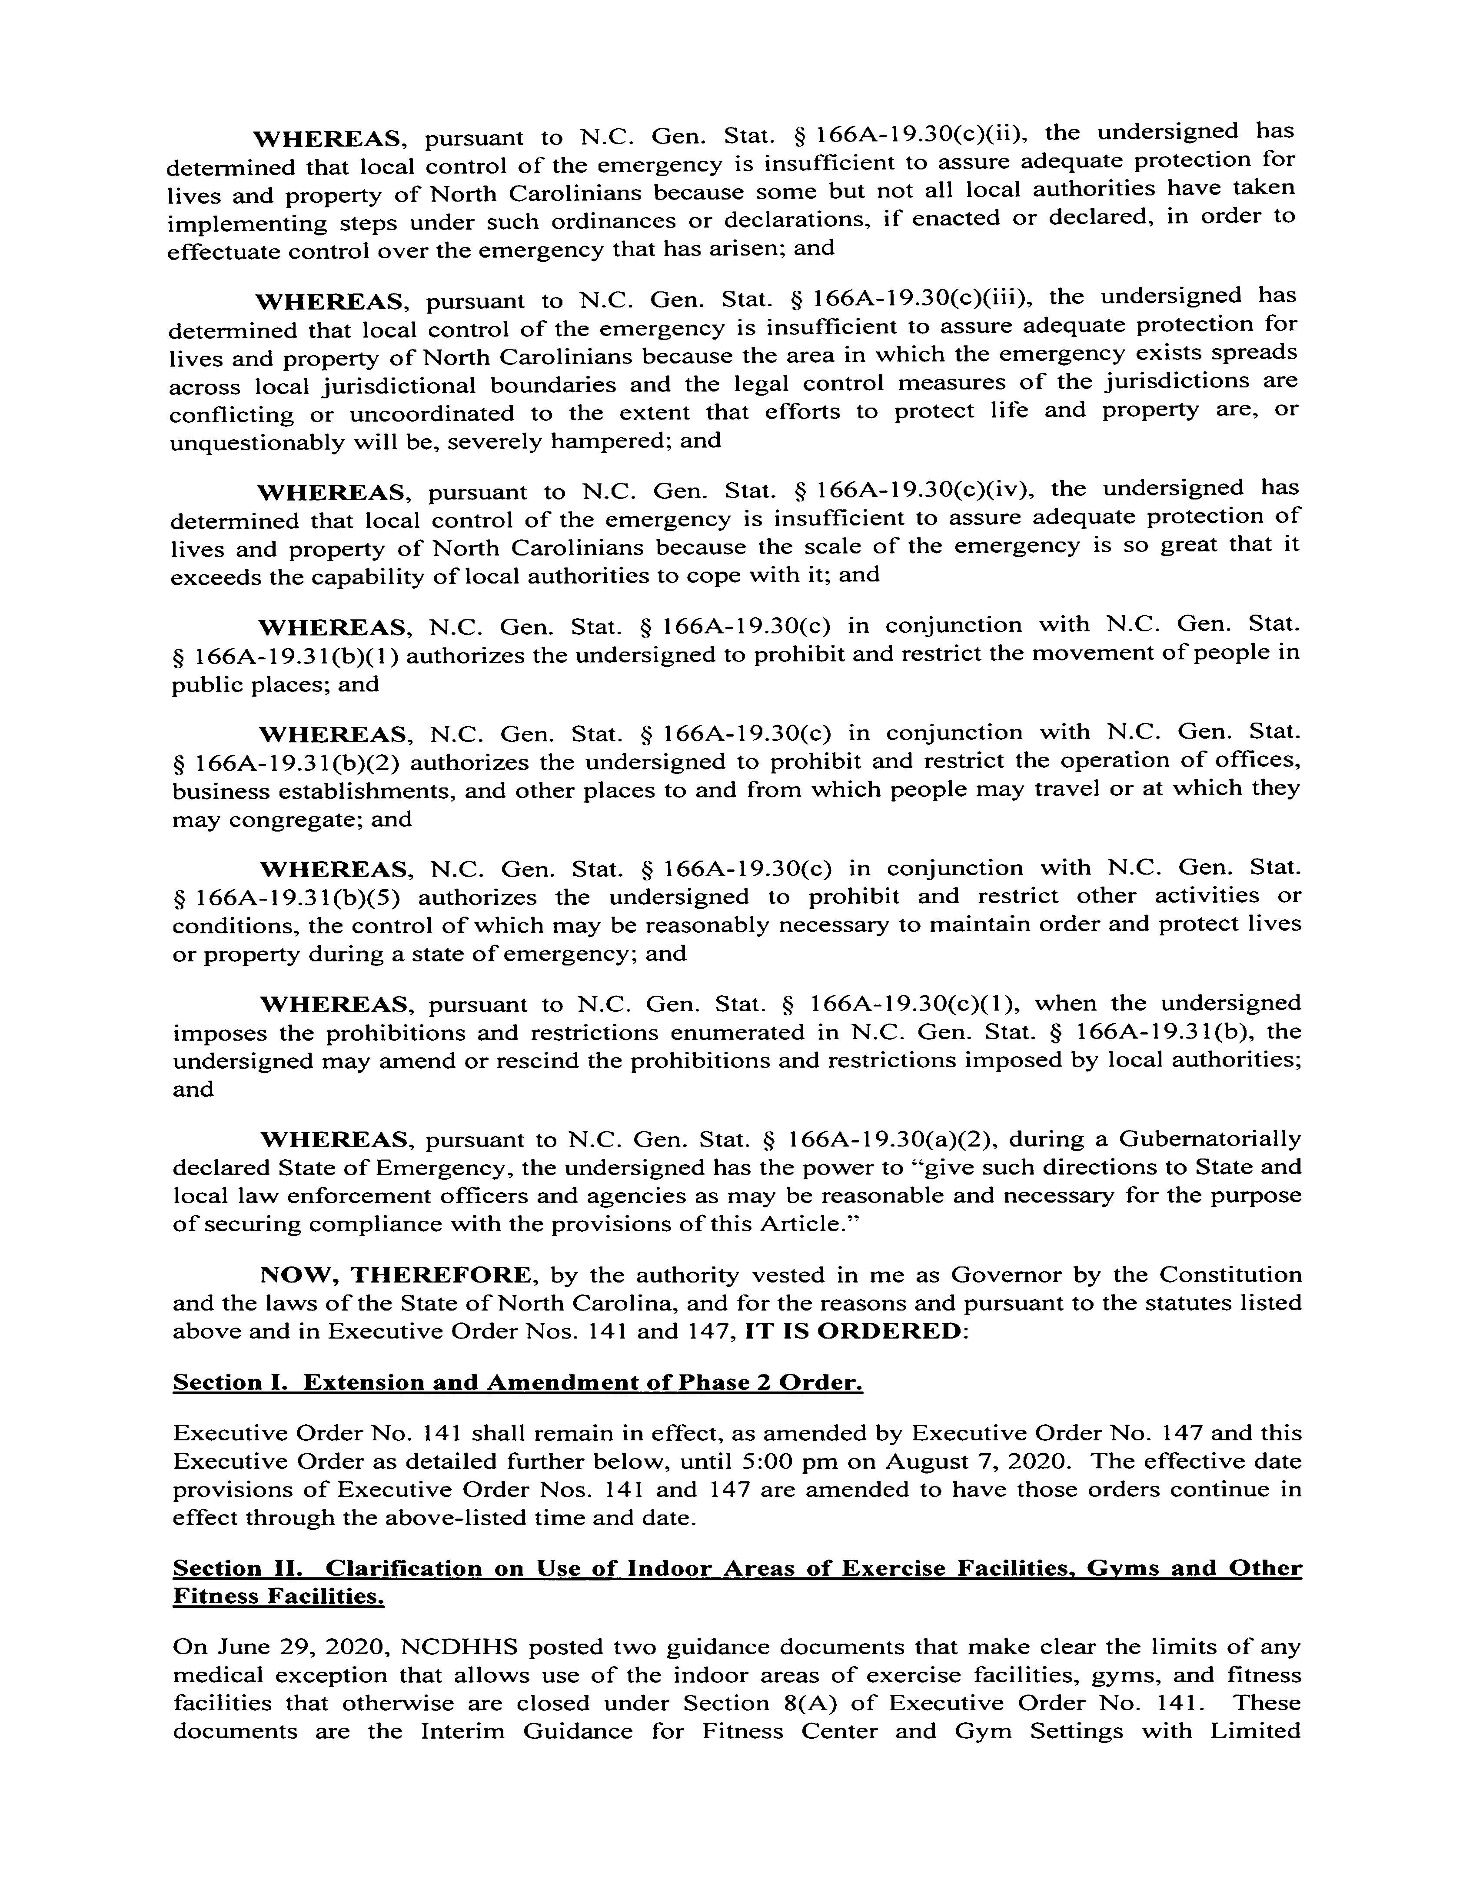 WHEREAS, pursuant to N.C. Gen. Stat. § 166A-19.30(c)(ii), the undersigned has
determined that local control of the emergency is insufficient to assure adequate protection for
lives and property of North Carolinians because some but not all local authorities have taken
implementing steps under such ordinances or declarations, if enacted or declared, in order to
effectuate control over the emergency that has arisen; and
WHEREAS, pursuant to N.C. Gen. Stat. § 166A-19.30(c)(iii), the undersigned has
determined that local control of the emergency is insufficient to assure adequate protection for
lives and property of North Carolinians because the area in which the emergency exists spreads
across local jurisdictional boundaries and the legal control measures of the jurisdictions are
conflicting or uncoordinated to the extent that efforts to protect life and property are, or
unquestionably will be, severely hampered; and
WHEREAS, pursuant to N.C. Gen. Stat. § 166A-19.30(c)(iv), the undersigned has
determined that local control of the emergency is insufficient to assure adequate protection of
lives and property of North Carolinians because the scale of the emergency is so great that it
exceeds the capability of local authorities to cope with it; and
WHEREAS, N.C. Gen. Stat. § 166A-19.30(c) in conjunction with N.C. Gen. Stat.
§ 166A-19.31(b)(1) authorizes the undersigned to prohibit and restrict the movement of people in
public places; and
WHEREAS, N.C. Gen. Stat. § 166A-19.30(c) in conjunction with N.C. Gen. Stat.
§ 166A-19.31(b)(2) authorizes the undersigned to prohibit and restrict the operation of offices,
business establishments, and other places to and from which people may travel or at which they
may congregate; and
WHEREAS, N.C. Gen. Stat. § 166A-19.30(c) in conjunction with N.C. Gen. Stat.
§ 166A-19.31(b)(5) authorizes the undersigned to prohibit and restrict other activities or
conditions, the control of which may be reasonably necessary to maintain order and protect lives
or property during a state of emergency; and
WHEREAS, pursuant to N.C. Gen. Stat. § 166A-19.30(c)(1), when the undersigned
imposes the prohibitions and restrictions enumerated in N.C. Gen. Stat. § 166A-19.31(b), the
undersigned may amend or rescind the prohibitions and restrictions imposed by local authorities;
and
WHEREAS, pursuant to N.C. Gen. Stat. § 166A-19.30(a)(2), during a Gubernatorially
declared State of Emergency, the undersigned has the power to “give such directions to State and
local law enforcement officers and agencies as may be reasonable and necessary for the purpose
of securing compliance with the provisions of this Article.”
NOW, THEREFORE, by the authority vested in me as Governor by the Constitution
and the laws of the State of North Carolina, and for the reasons and pursuant to the statutes listed
above and in Executive Order Nos. 141 and 147, IT IS ORDERED:
Section I. Extension and Amendment of Phase 2 Order.
Executive Order No. 141 shall remain in effect, as amended by Executive Order No. 147 and this
Executive Order as detailed further below, until 5:00 pm on August 7, 2020. The effective date
provisions of Executive Order Nos. 141 and 147 are amended to have those orders continue in
effect through the above-listed time and date.
Section II. Clarification on Use of Indoor Areas of Exercise Facilities, Gyms and Other
Fitness Facilities.
On June 29, 2020, NCDHHS posted two guidance documents that make clear the limits of any
medical exception that allows use of the indoor areas of exercise facilities, gyms, and fitness
facilities that otherwise are closed under Section 8(A) of Executive Order No. 141. These
documents are the Interim Guidance for Fitness Center and Gym Settings with Limited